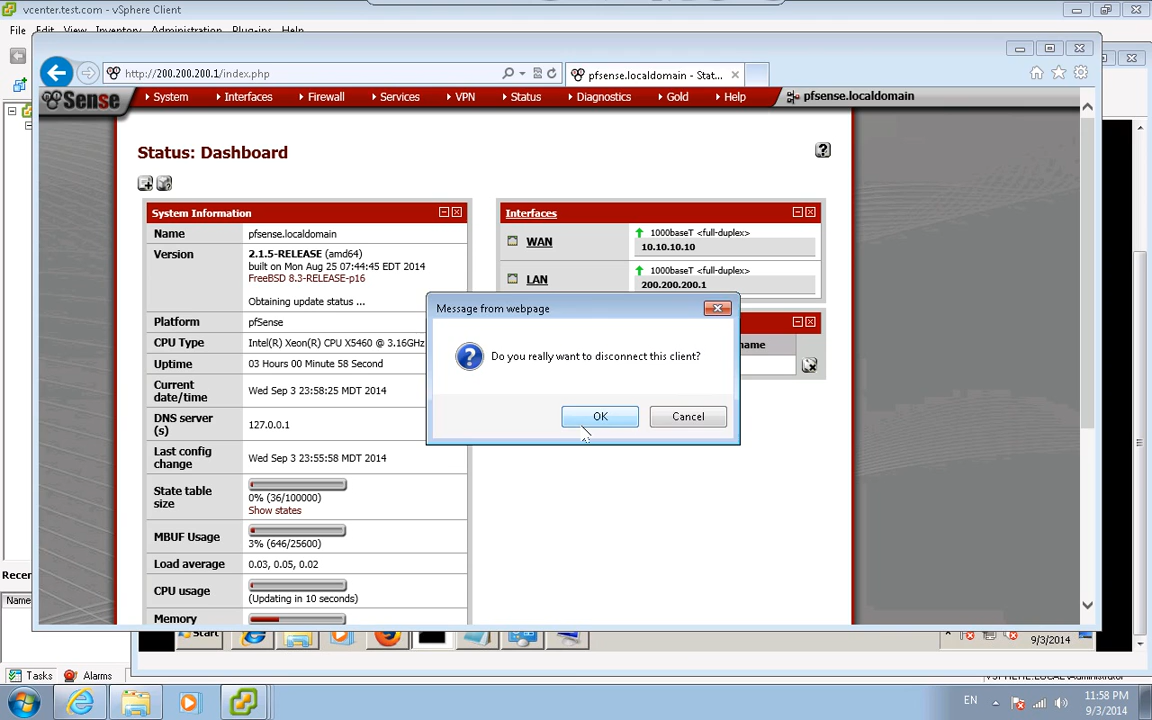 vcenter.test.com - vSphere Client
File Edit View Inventory Administration Plug-ins Help
http://200.200.200.1/index.php
pfsense.localdomain - Stat...
Sense
System Interfaces Firewall Services VPN Status Diagnostics Gold Help pfsense.localdomain
Status: Dashboard
System Information
Name pfsense.localdomain
Version 2.1.5-RELEASE (amd64)
built on Mon Aug 25 07:44:45 EDT 2014
FreeBSD 8.3-RELEASE-p16
Obtaining update status ...
Platform pfSense
CPU Type Intel(R) Xeon(R) CPU X5460 @ 3.16GHz
Uptime 03 Hours 00 Minute 58 Second
Current
date/time Wed Sep 3 23:58:25 MDT 2014
DNS server
(s) 127.0.0.1
Last config
change Wed Sep 3 23:55:58 MDT 2014
State table
size
0% (36/100000)
Show states
MBUF Usage
3% (646/25600)
Load average 0.03, 0.05, 0.02
CPU usage
(Updating in 10 seconds)
Memory
Interfaces
WAN 1000baseT <full-duplex>
10.10.10.10
LAN 1000baseT <full-duplex>
200.200.200.1
ame
Message from webpage
Do you really want to disconnect this client?
OK Cancel
Recen
Name
Start
9/3/2014
Tasks Alarms
EN
11:58 PM
9/3/2014